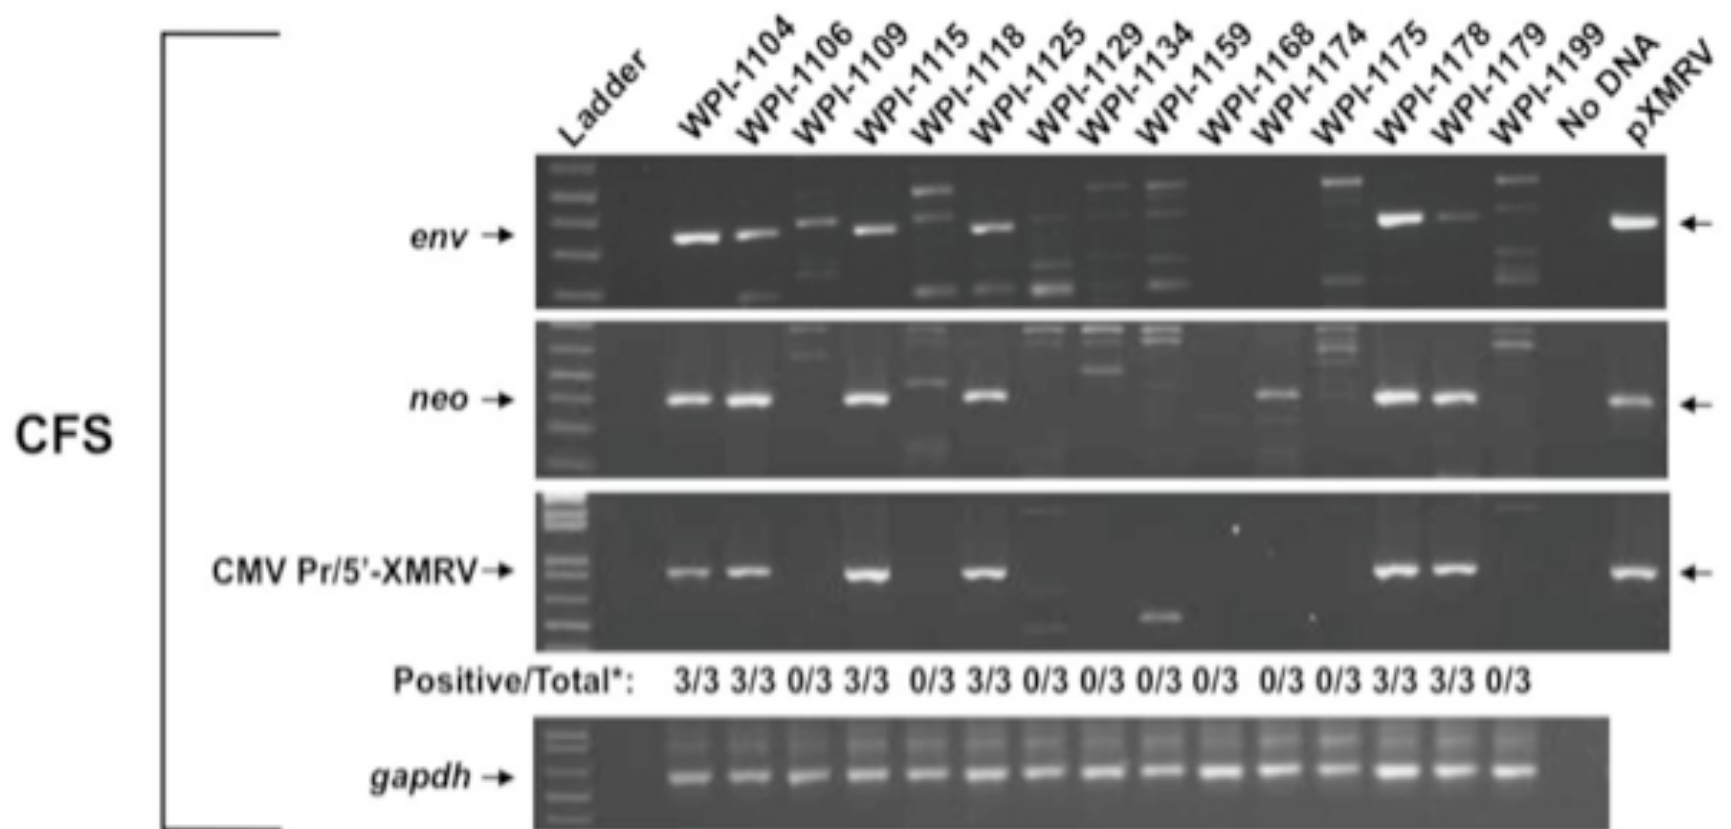 Ladder WPI-1104 WPI-1106 WPI-1109 WPI-1115 WPI-1118 WPI-1125 WPI-1129 WPI-1134 WPI-1159 WPI-1168 WPI-1174 WPI-1175 WPI-1178 WPI-1179 WPI-1199 No DNA pXMRV
env → ←
neo → ←
CFS
CMV Pr/5’-XMRV→ ←
Positive/Total*: 3/3 3/3 0/3 3/3 0/3 3/3 0/3 0/3 0/3 0/3 0/3 0/3 3/3 3/3 0/3
gapdh →